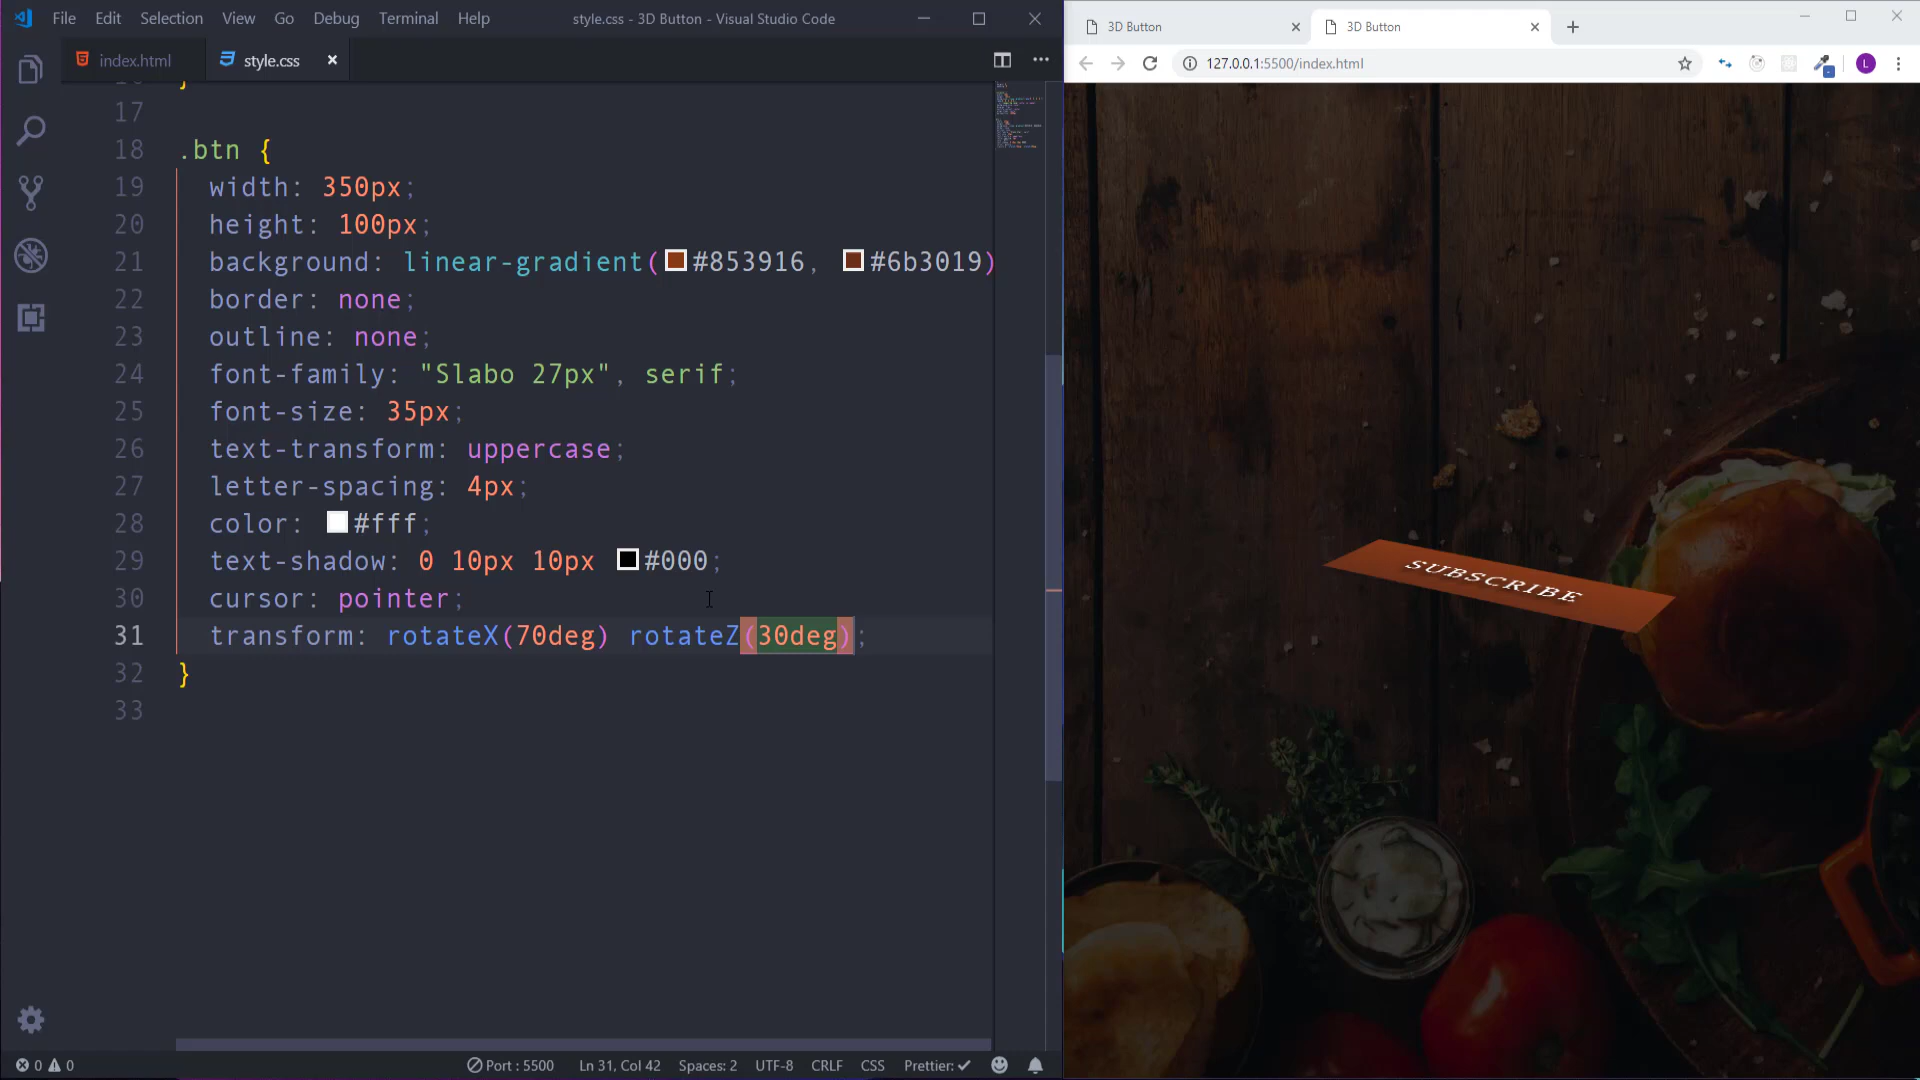 File Edit Selection View Go Debug Terminal Help
style.css - 3D Button - Visual Studio Code
index.html
style.css
17
18 .btn {
19 width: 350px;
20 height: 100px;
21 background: linear-gradient(#853916, #6b3019)
22 border: none;
23 outline: none;
24 font-family: "Slabo 27px", serif;
25 font-size: 35px;
26 text-transform: uppercase;
27 letter-spacing: 4px;
28 color: #fff;
29 text-shadow: 0 10px 10px #000;
30 cursor: pointer;
31 transform: rotateX(70deg) rotateZ(30deg);
32 }
33
0 0 Port : 5500 Ln 31, Col 42 Spaces: 2 UTF-8 CRLF CSS Prettier:
3D Button
3D Button
127.0.0.1:5500/index.html
L
SUBSCRIBE